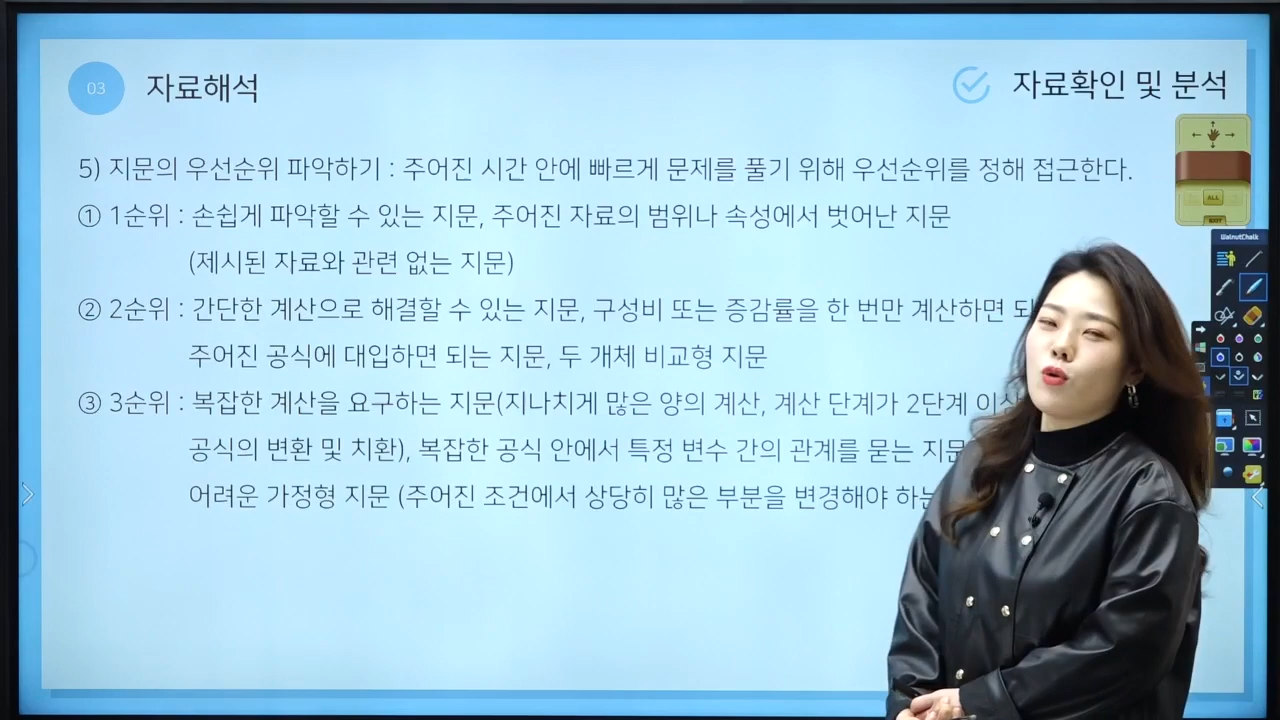 03 자료해석
자료확인 및 분석
5) 지문의 우선순위 파악하기 : 주어진 시간 안에 빠르게 문제를 풀기 위해 우선순위를 정해 접근한다.
① 1순위 : 손쉽게 파악할 수 있는 지문, 주어진 자료의 범위나 속성에서 벗어난 지문
(제시된 자료와 관련 없는 지문)
② 2순위 : 간단한 계산으로 해결할 수 있는 지문, 구성비 또는 증감률을 한 번만 계산하면
주어진 공식에 대입하면 되는 지문, 두 개체 비교형 지문
③ 3순위 : 복잡한 계산을 요구하는 지문(지나치게 많은 양의 계산, 계산 단계가 2단계
공식의 변환 및 치환), 복잡한 공식 안에서 특정 변수 간의 관계를 묻는
어려운 가정형 지문 (주어진 조건에서 상당히 많은 부분을 변경해야
ALL
WalnutChalk